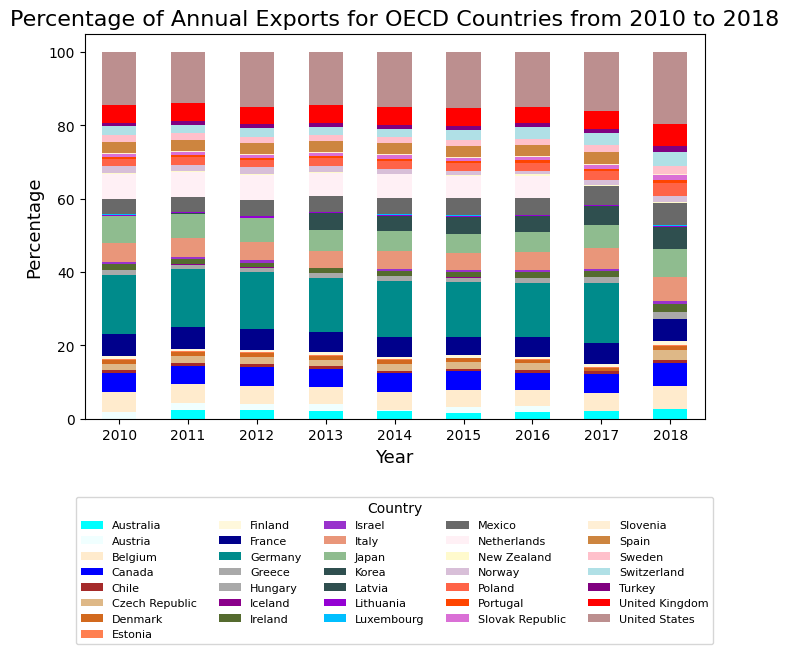 Percentage of Annual Exports for OECD Countries from 2010 to 2018
Percentage
100
80
60
40
20
0
2010 2011 2012 2013 2014 2015 2016 2017 2018
Year
Country
Australia Finland Israel Mexico Slovenia
Austria France Italy Netherlands Spain
Belgium Germany Japan New Zealand Sweden
Canada Greece Korea Norway Switzerland
Chile Hungary Latvia Poland Turkey
Czech Republic Iceland Lithuania Portugal United Kingdom
Denmark Ireland Luxembourg Slovak Republic United States
Estonia